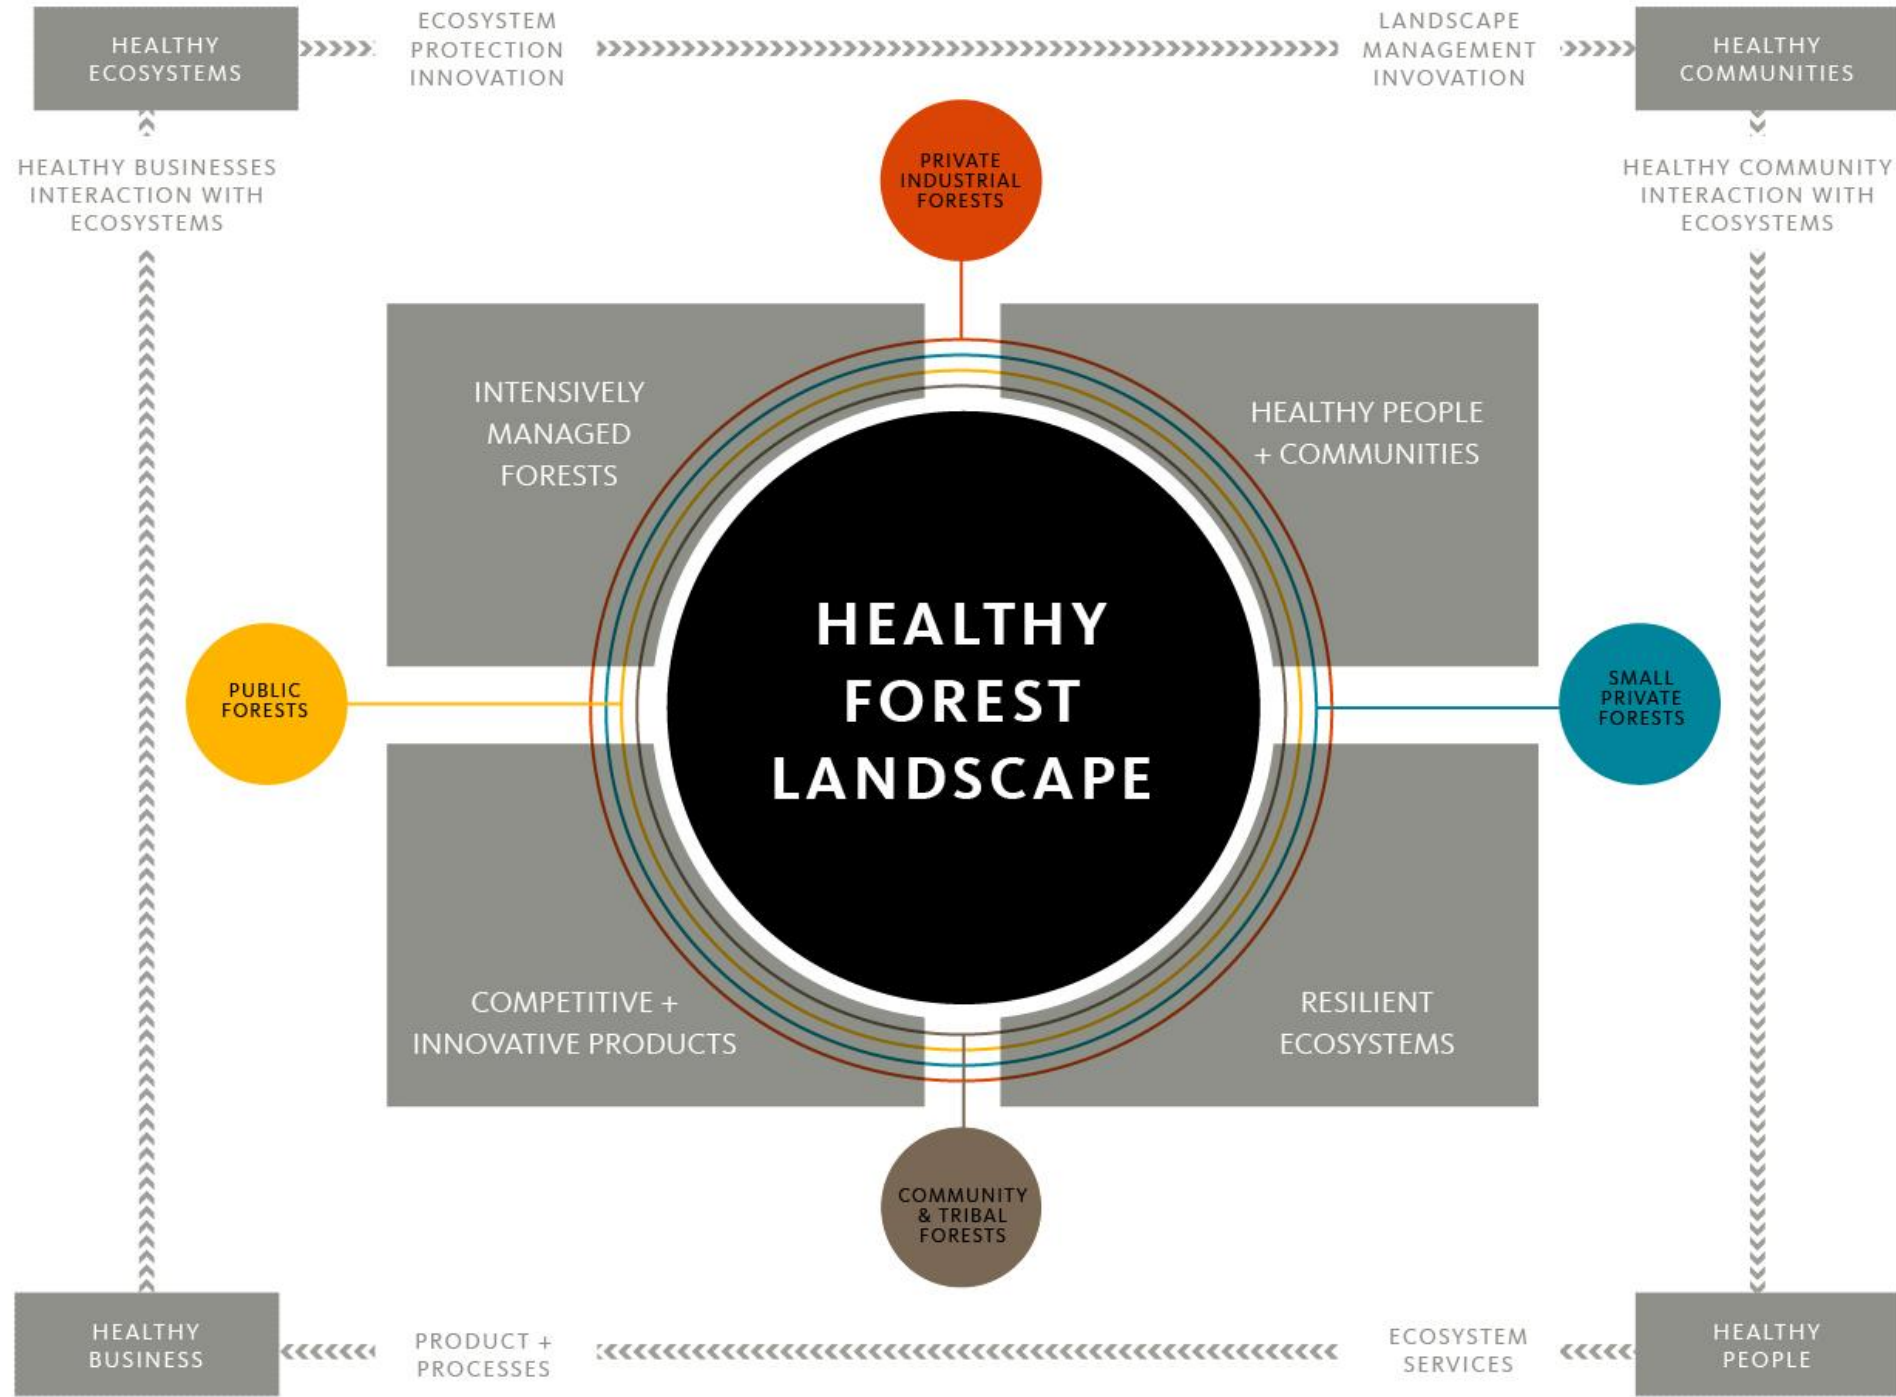 HEALTHY
ECOSYSTEMS
ECOSYSTEM
PROTECTION
INNOVATION
LANDSCAPE
MANAGEMENT
INVOVATION
HEALTHY
COMMUNITIES
HEALTHY BUSINESSES
INTERACTION WITH
ECOSYSTEMS
PRIVATE
INDUSTRIAL
FORESTS
HEALTHY COMMUNITY
INTERACTION WITH
ECOSYSTEMS
INTENSIVELY
MANAGED
FORESTS
HEALTHY PEOPLE
+ COMMUNITIES
PUBLIC
FORESTS
HEALTHY
FOREST
LANDSCAPE
SMALL
PRIVATE
FORESTS
COMPETITIVE +
INNOVATIVE PRODUCTS
RESILIENT
ECOSYSTEMS
COMMUNITY
& TRIBAL
FORESTS
HEALTHY
BUSINESS
PRODUCT +
PROCESSES
ECOSYSTEM
SERVICES
HEALTHY
PEOPLE